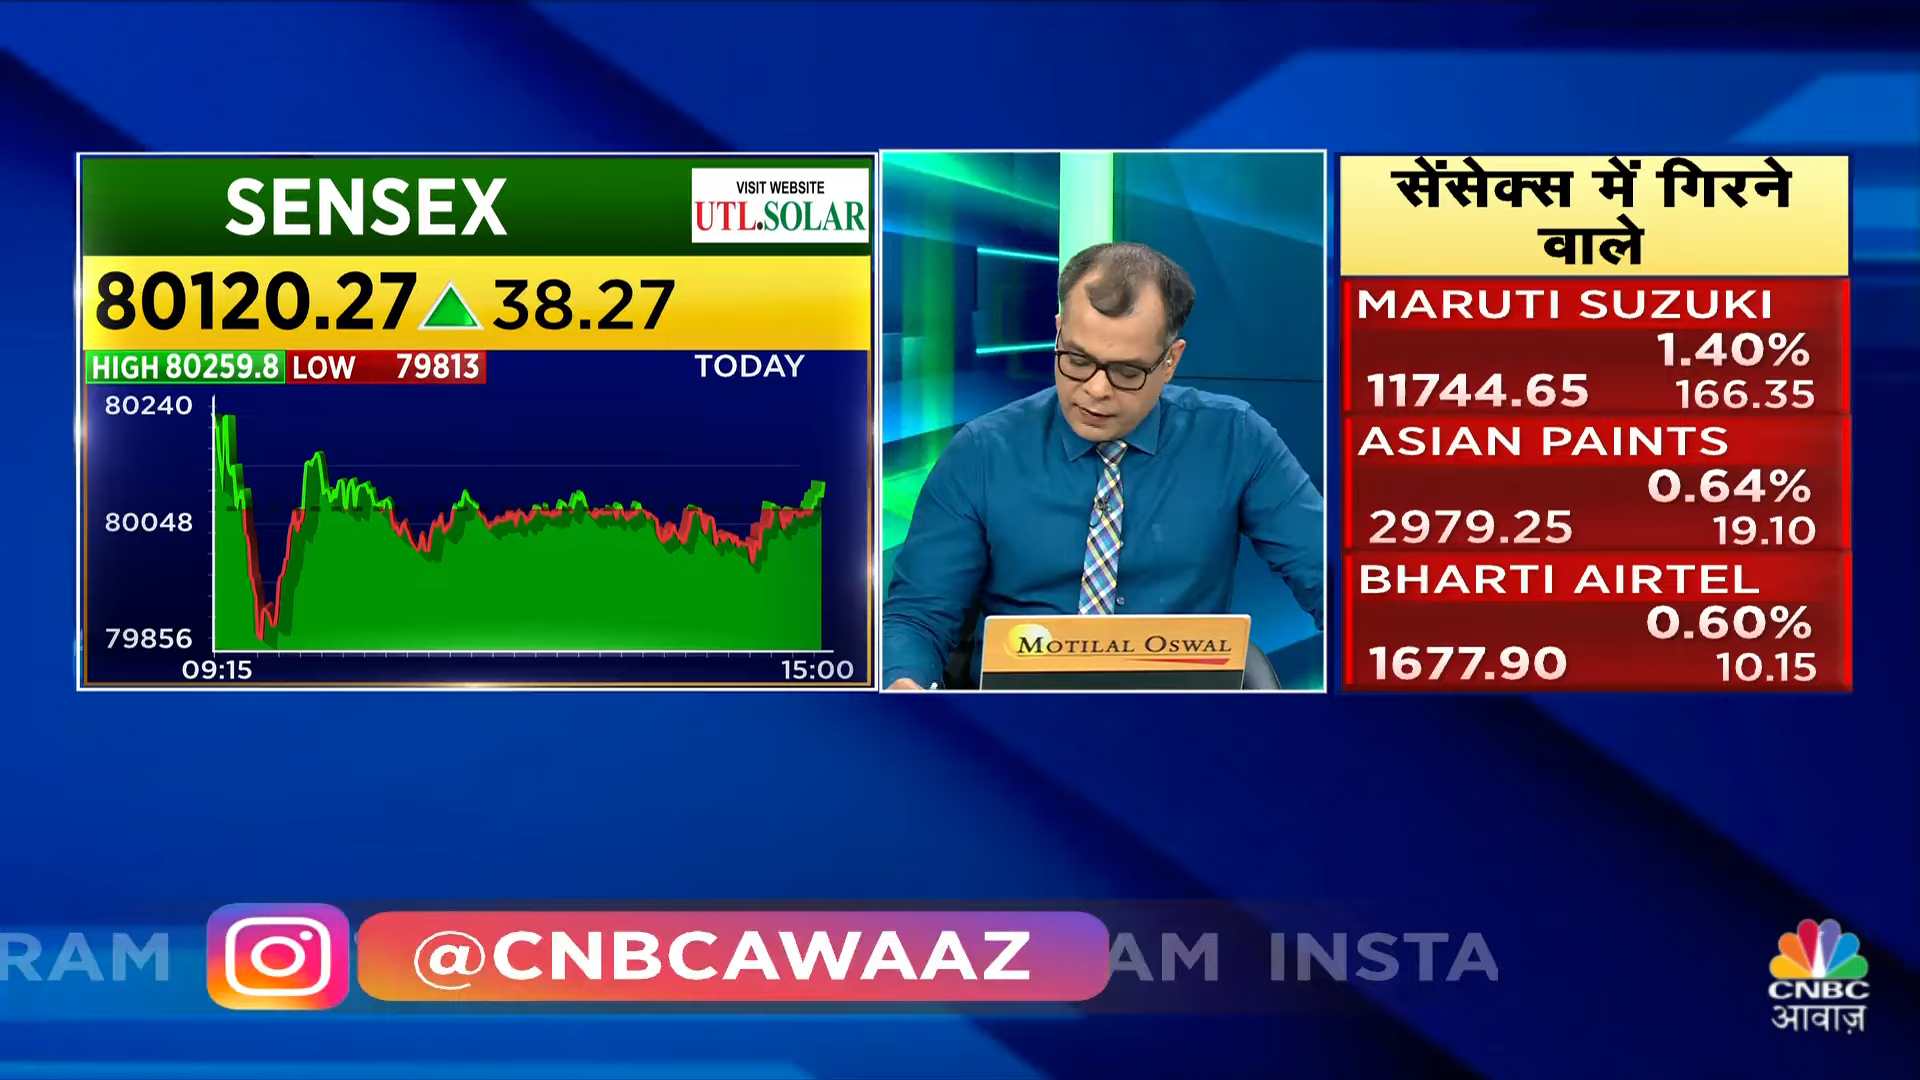 SENSEX
VISIT WEBSITE
UTL.SOLAR
80120.27 38.27
HIGH 80259.8 LOW 79813 TODAY
80240
80048
79856
09:15 15:00
MOTILAL OSWAL
सेंसेक्स में गिरने
वाले
MARUTI SUZUKI
1.40%
11744.65 166.35
ASIAN PAINTS
0.64%
2979.25 19.10
BHARTI AIRTEL
0.60%
1677.90 10.15
RAM @CNBCAWAAZ AM INSTA
CNBC
आवाज़